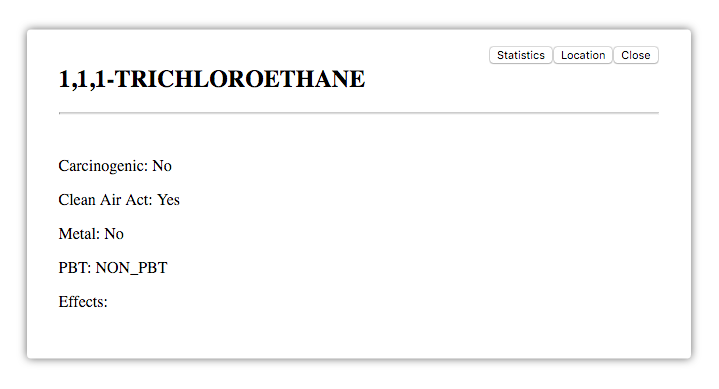 Statistics Location Close
1,1,1-TRICHLOROETHANE
Carcinogenic: No
Clean Air Act: Yes
Metal: No
PBT: NON_PBT
Effects: